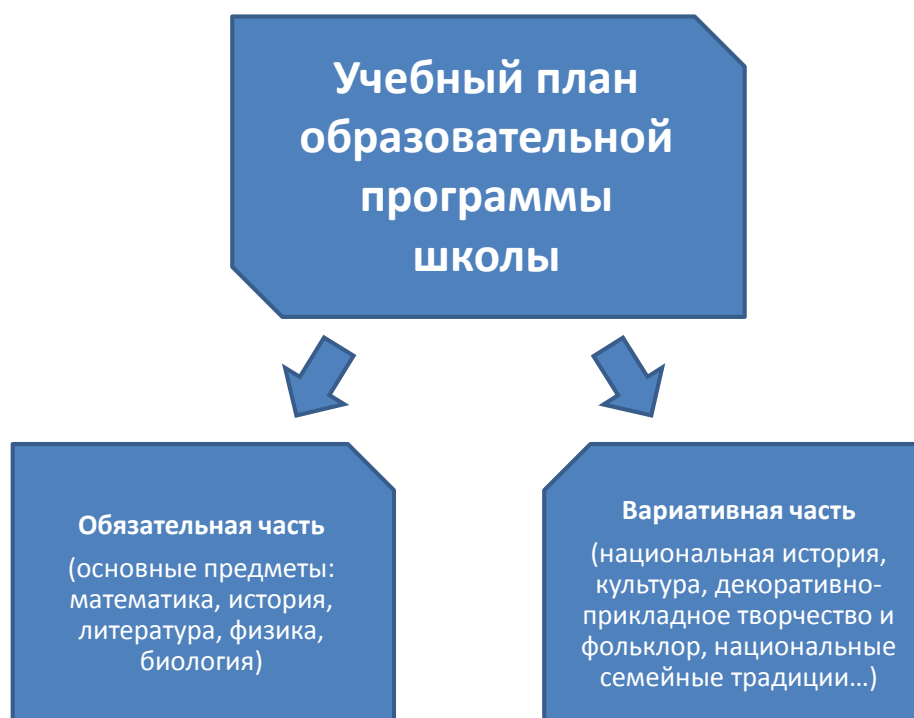 Учебный план
образовательной
программы
школы
Обязательная часть
(основные предметы:
математика, история,
литература, физика,
биология)
Вариативная часть
(национальная история,
культура, декоративно-
прикладное творчество и
фольклор, национальные
семейные традиции…)